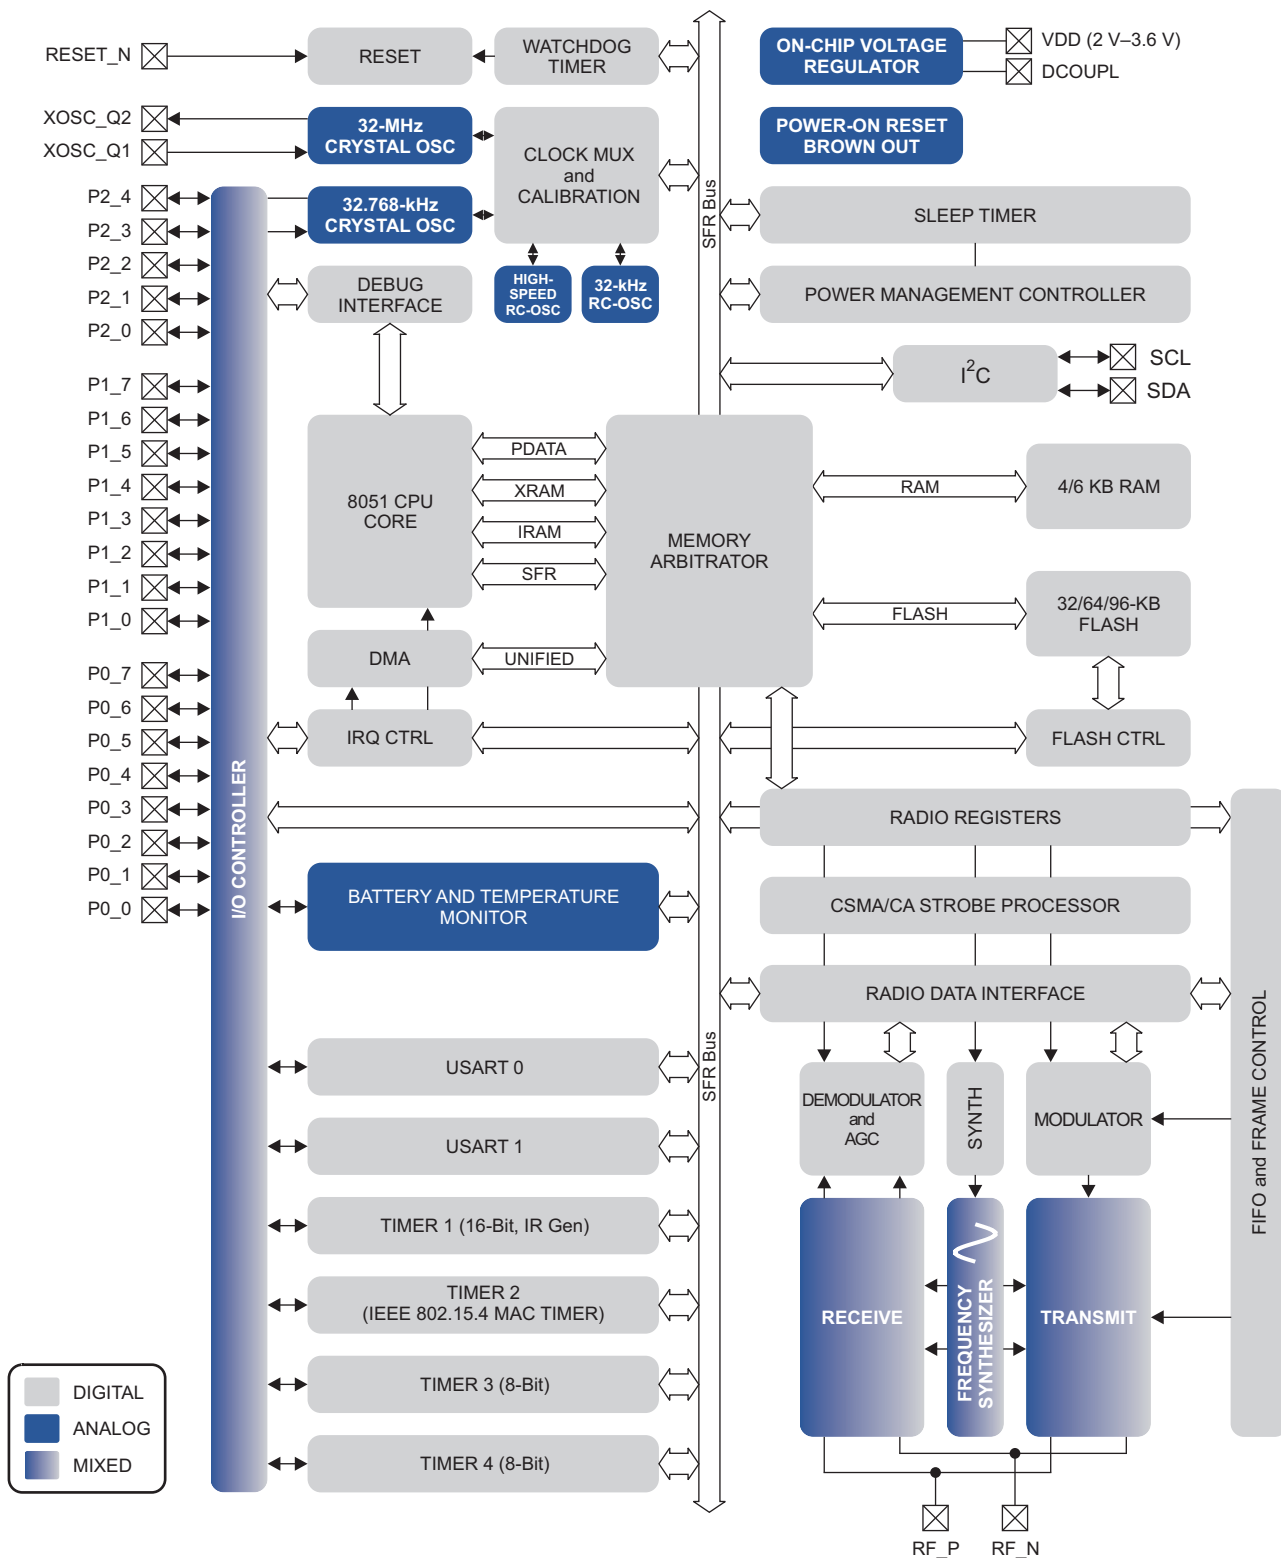 RESET_N
RESET
WATCHDOG
TIMER
ON-CHIP VOLTAGE
REGULATOR
VDD (2 V–3.6 V)
DCOUPL
XOSC_Q2
XOSC_Q1
32-MHz
CRYSTAL OSC
CLOCK MUX
and
CALIBRATION
POWER-ON RESET
BROWN OUT
P2_4
P2_3
P2_2
P2_1
P2_0
32.768-kHz
CRYSTAL OSC
SFR Bus
SLEEP TIMER
DEBUG
INTERFACE
HIGH-
SPEED
RC-OSC
32-kHz
RC-OSC
POWER MANAGEMENT CONTROLLER
I2C
SCL
SDA
P1_7
P1_6
P1_5
P1_4
P1_3
P1_2
P1_1
P1_0
8051 CPU
CORE
PDATA
XRAM
IRAM
SFR
MEMORY
ARBITRATOR
RAM
4/6 KB RAM
FLASH
32/64/96-KB
FLASH
DMA
UNIFIED
P0_7
P0_6
P0_5
P0_4
P0_3
P0_2
P0_1
P0_0
IRQ CTRL
FLASH CTRL
I/O CONTROLLER
RADIO REGISTERS
BATTERY AND TEMPERATURE
MONITOR
CSMA/CA STROBE PROCESSOR
RADIO DATA INTERFACE
FIFO and FRAME CONTROL
SFR Bus
USART 0
USART 1
TIMER 1 (16-Bit, IR Gen)
TIMER 2
(IEEE 802.15.4 MAC TIMER)
TIMER 3 (8-Bit)
TIMER 4 (8-Bit)
DEMODULATOR
and
AGC
SYNTH
MODULATOR
RECEIVE
FREQUENCY
SYNTHESIZER
TRANSMIT
DIGITAL
ANALOG
MIXED
RF_P
RF_N